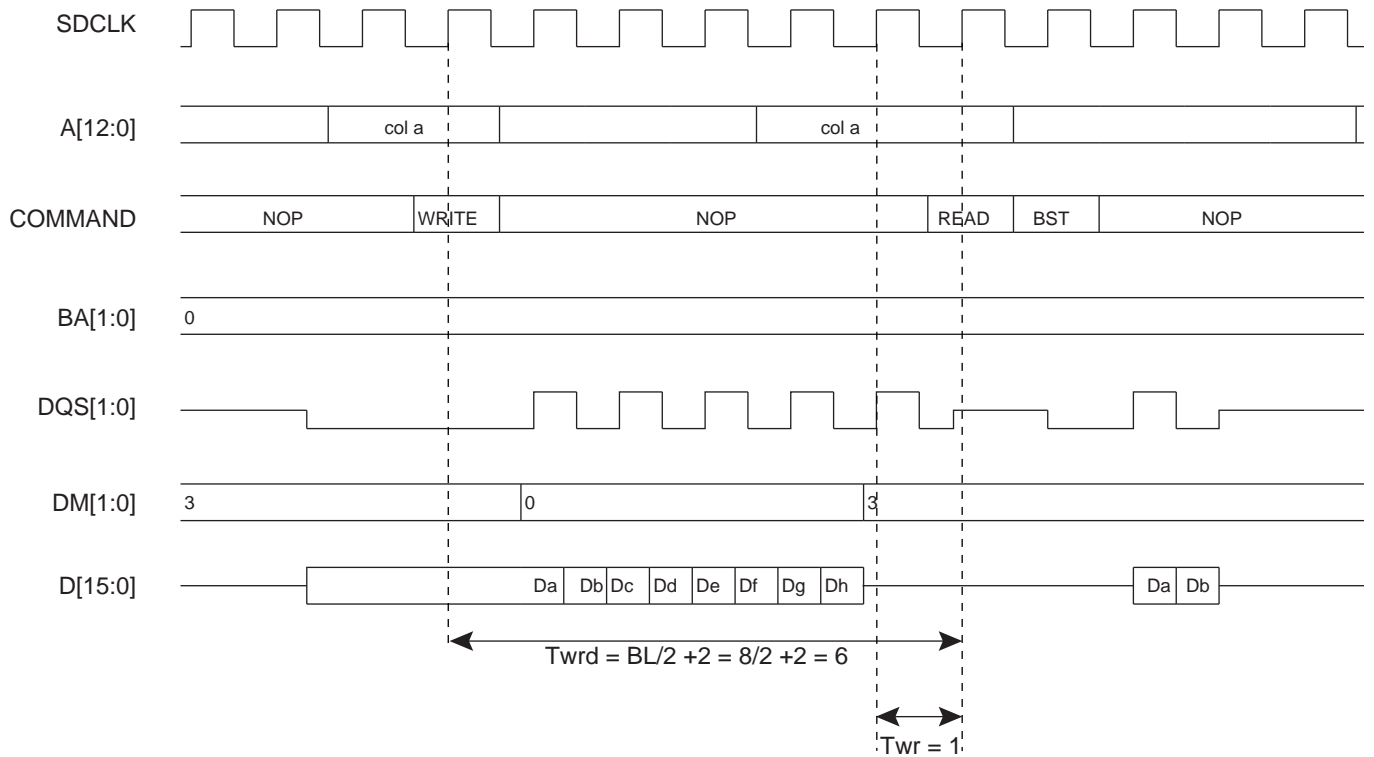 SDCLK
A[12:0] col a col a
COMMAND NOP WRITE NOP READ BST NOP
BA[1:0] 0
DQS[1:0]
DM[1:0] 3 0 3
D[15:0] Da Db Dc Dd De Df Dg Dh Da Db
Twrd = BL/2 +2 = 8/2 +2 = 6
Twr = 1